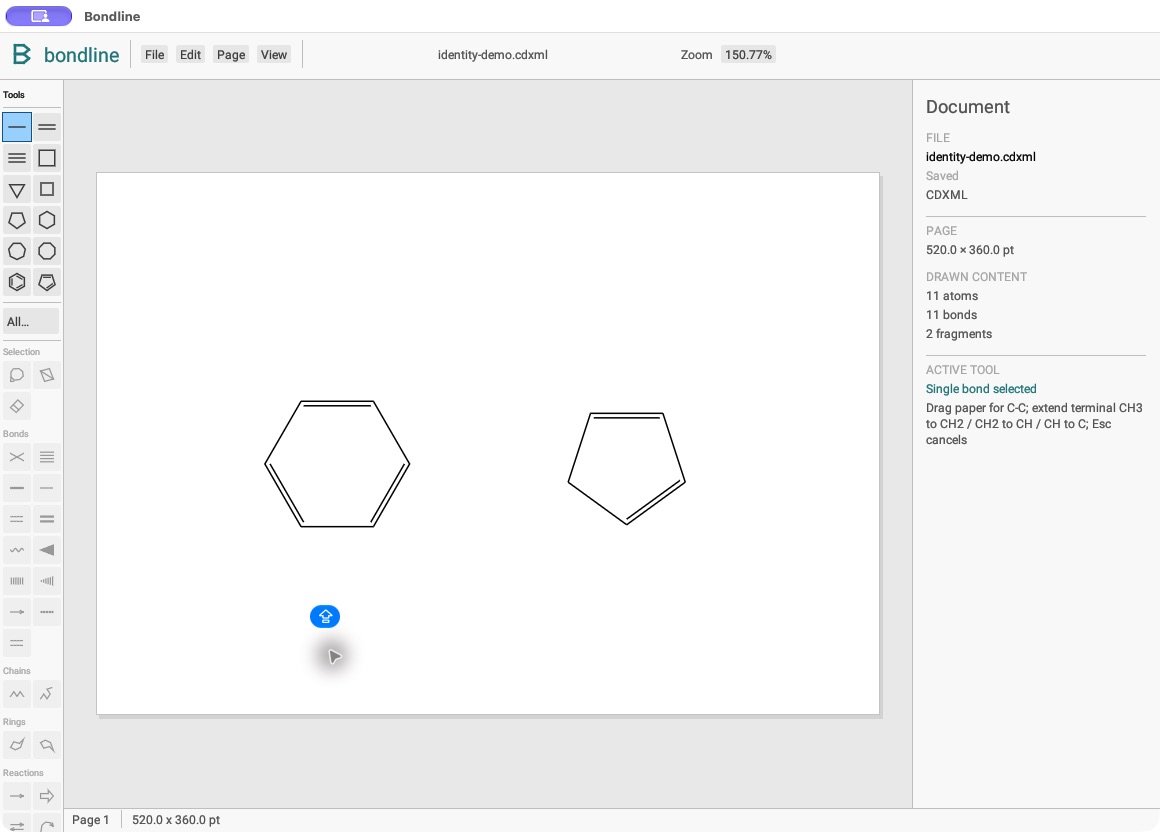 Bondline
bondline
File
Edit
Page
View
identity-demo.cdxml
Zoom
150.77%
Tools
All...
Selection
Bonds
Chains
Rings
Reactions
Document
FILE
identity-demo.cdxml
Saved
CDXML
PAGE
520.0 × 360.0 pt
DRAWN CONTENT
11 atoms
11 bonds
2 fragments
ACTIVE TOOL
Single bond selected
Drag paper for C-C; extend terminal CH3
to CH2 / CH2 to CH / CH to C; Esc
cancels
Page 1
520.0 x 360.0 pt